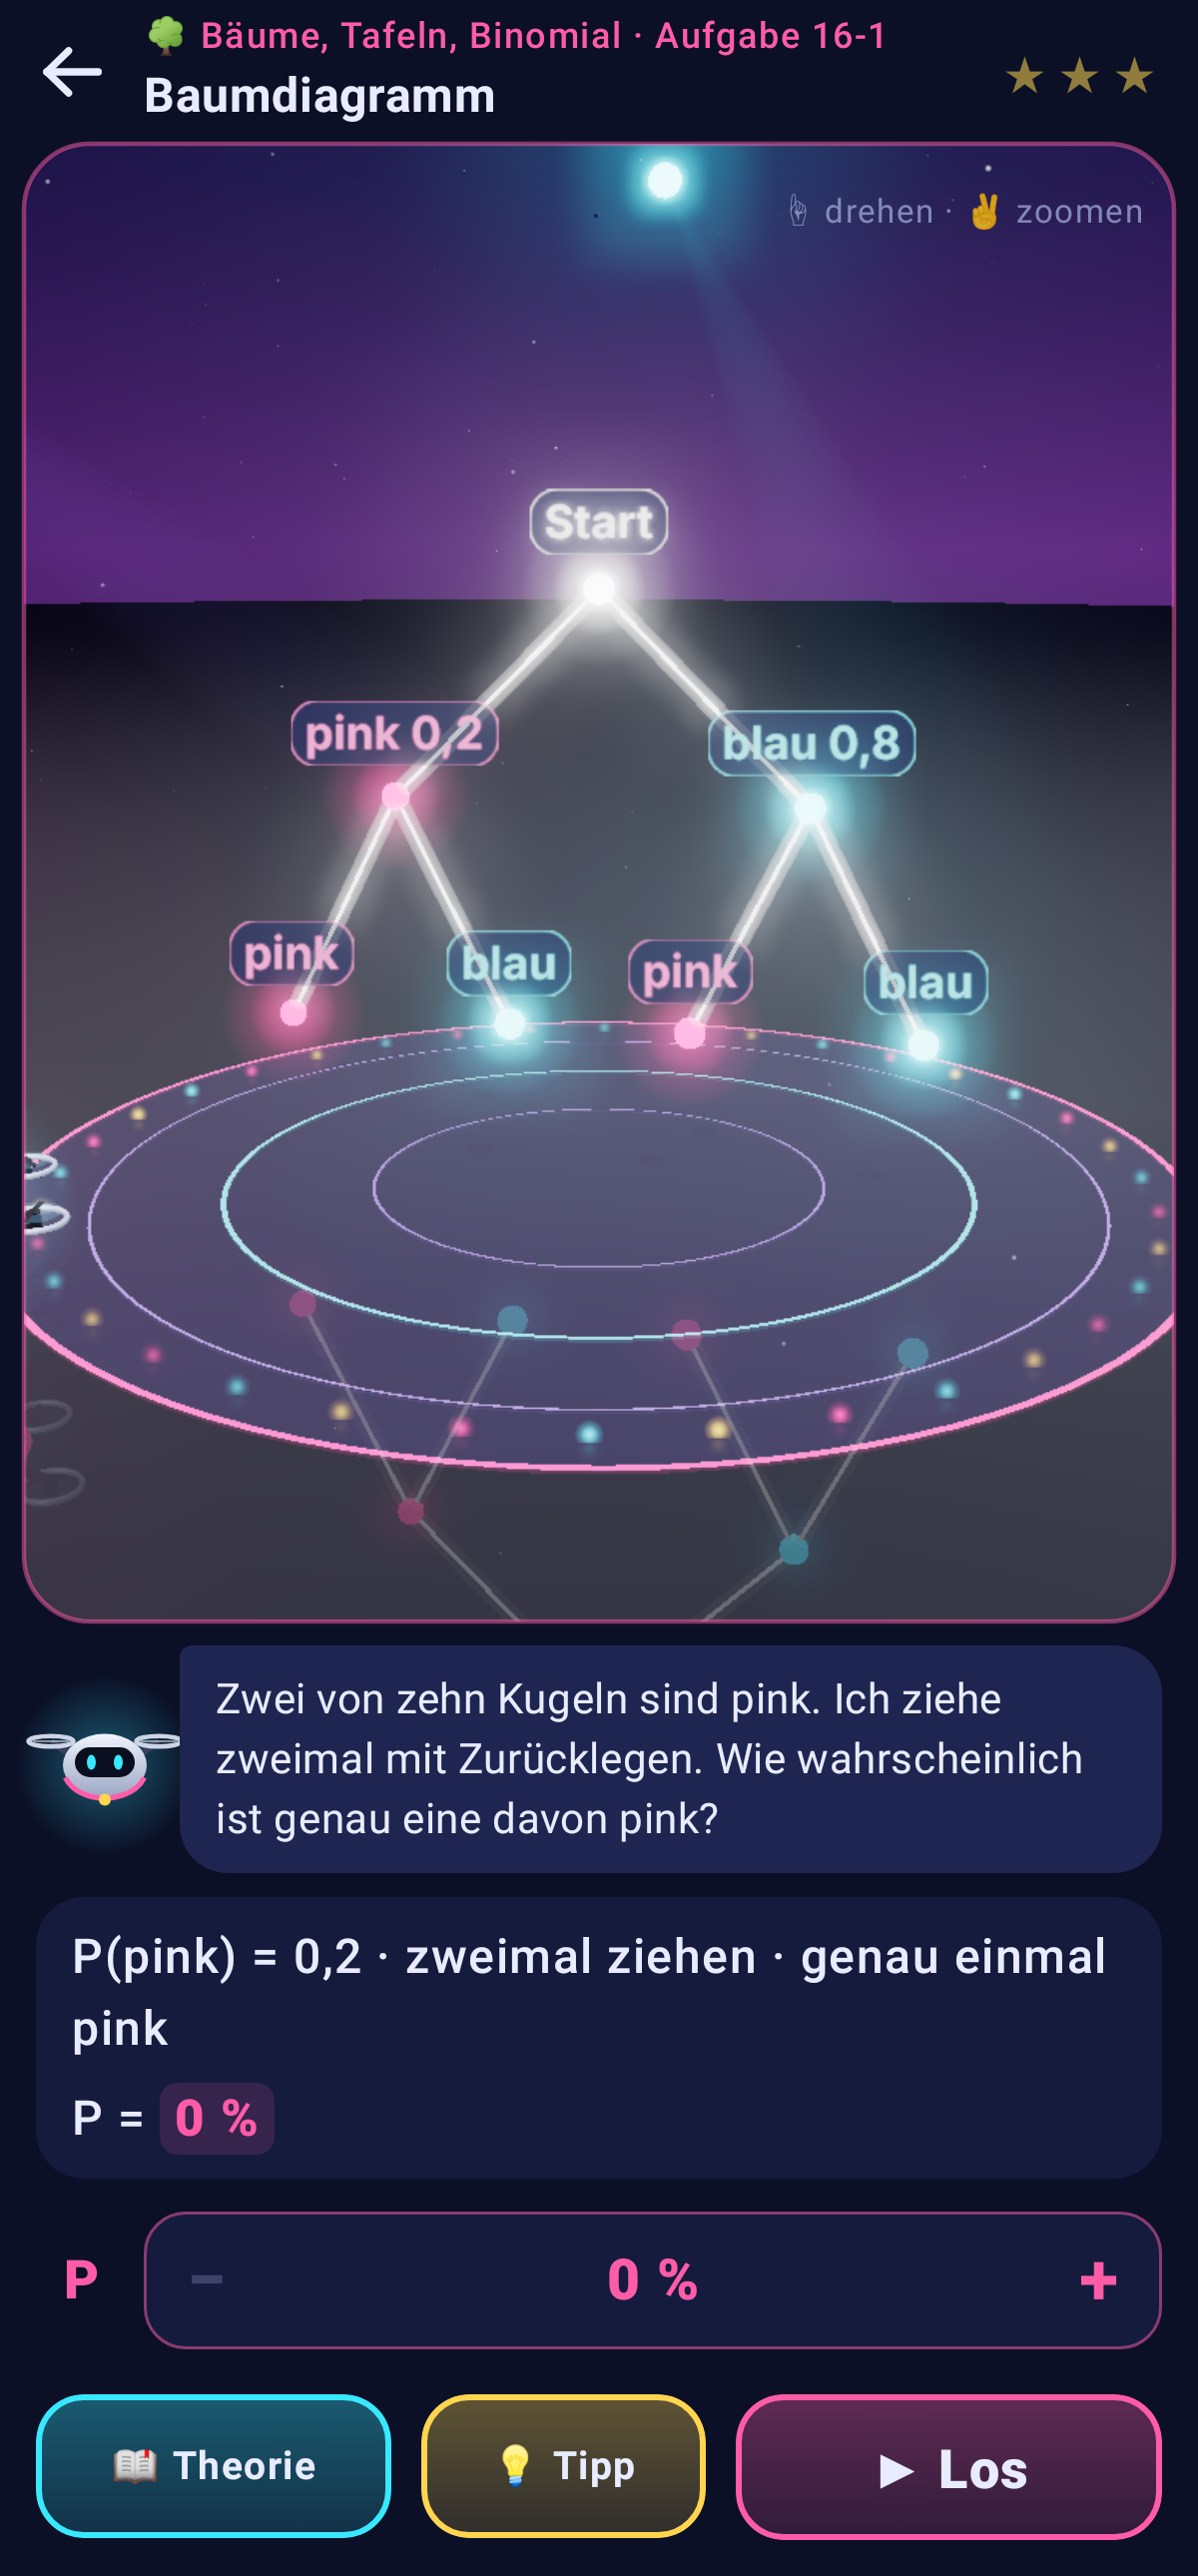 🌳 Bäume, Tafeln, Binomial · Aufgabe 16-1
Baumdiagramm
★ ★ ★
☝ drehen · ✌ zoomen
Start
pink 0,2
blau 0,8
pink
blau
pink
blau
Zwei von zehn Kugeln sind pink. Ich ziehe
zweimal mit Zurücklegen. Wie wahrscheinlich
ist genau eine davon pink?
P(pink) = 0,2 · zweimal ziehen · genau einmal
pink
P = 0 %
P − 0 % +
📖 Theorie
💡 Tipp
▶ Los